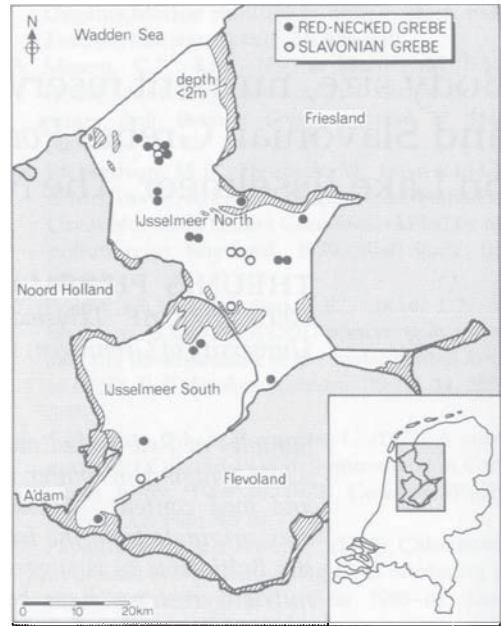 N
Wadden Sea
RED-NECKED GREBE
SLAVONIAN GREBE
depth
<2m
Friesland
IJsselmeer North
Noord Holland
IJsselmeer South
Flevoland
A'dam
0 10 20km